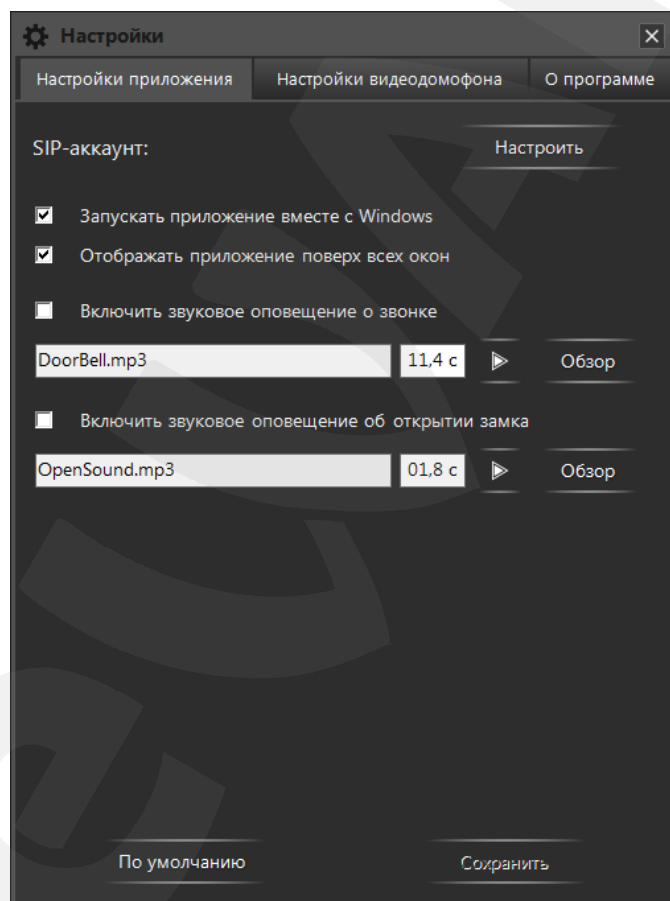 Настройки
Настройки приложения Настройки видеодомофона О программе
SIP-аккаунт: Настроить
Запускать приложение вместе с Windows
Отображать приложение поверх всех окон
Включить звуковое оповещение о звонке
DoorBell.mp3 11,4 с Обзор
Включить звуковое оповещение об открытии замка
OpenSound.mp3 01,8 с Обзор
По умолчанию Сохранить